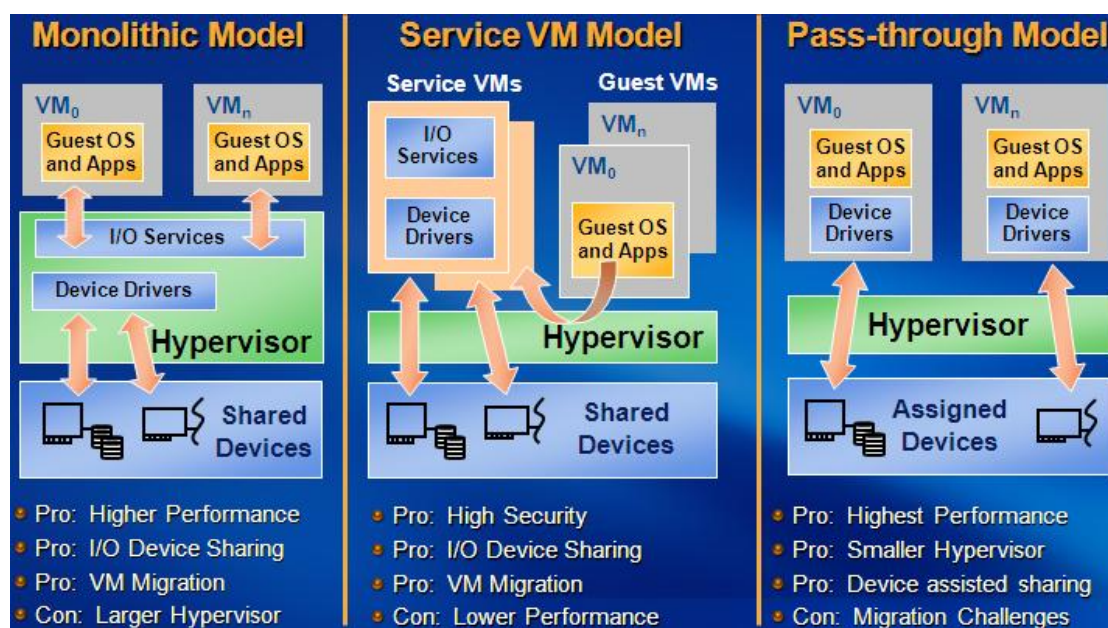 Monolithic Model
VM0
Guest OS
and Apps
VMn
Guest OS
and Apps
I/O Services
Device Drivers
Hypervisor
Shared
Devices
Pro: Higher Performance
Pro: I/O Device Sharing
Pro: VM Migration
Con: Larger Hypervisor
Service VM Model
Service VMs
Guest VMs
I/O
Services
Device
Drivers
VMn
VM0
Guest OS
and Apps
Hypervisor
Shared
Devices
Pro: High Security
Pro: I/O Device Sharing
Pro: VM Migration
Con: Lower Performance
Pass-through Model
VM0
Guest OS
and Apps
Device
Drivers
VMn
Guest OS
and Apps
Device
Drivers
Hypervisor
Assigned
Devices
Pro: Highest Performance
Pro: Smaller Hypervisor
Pro: Device assisted sharing
Con: Migration Challenges